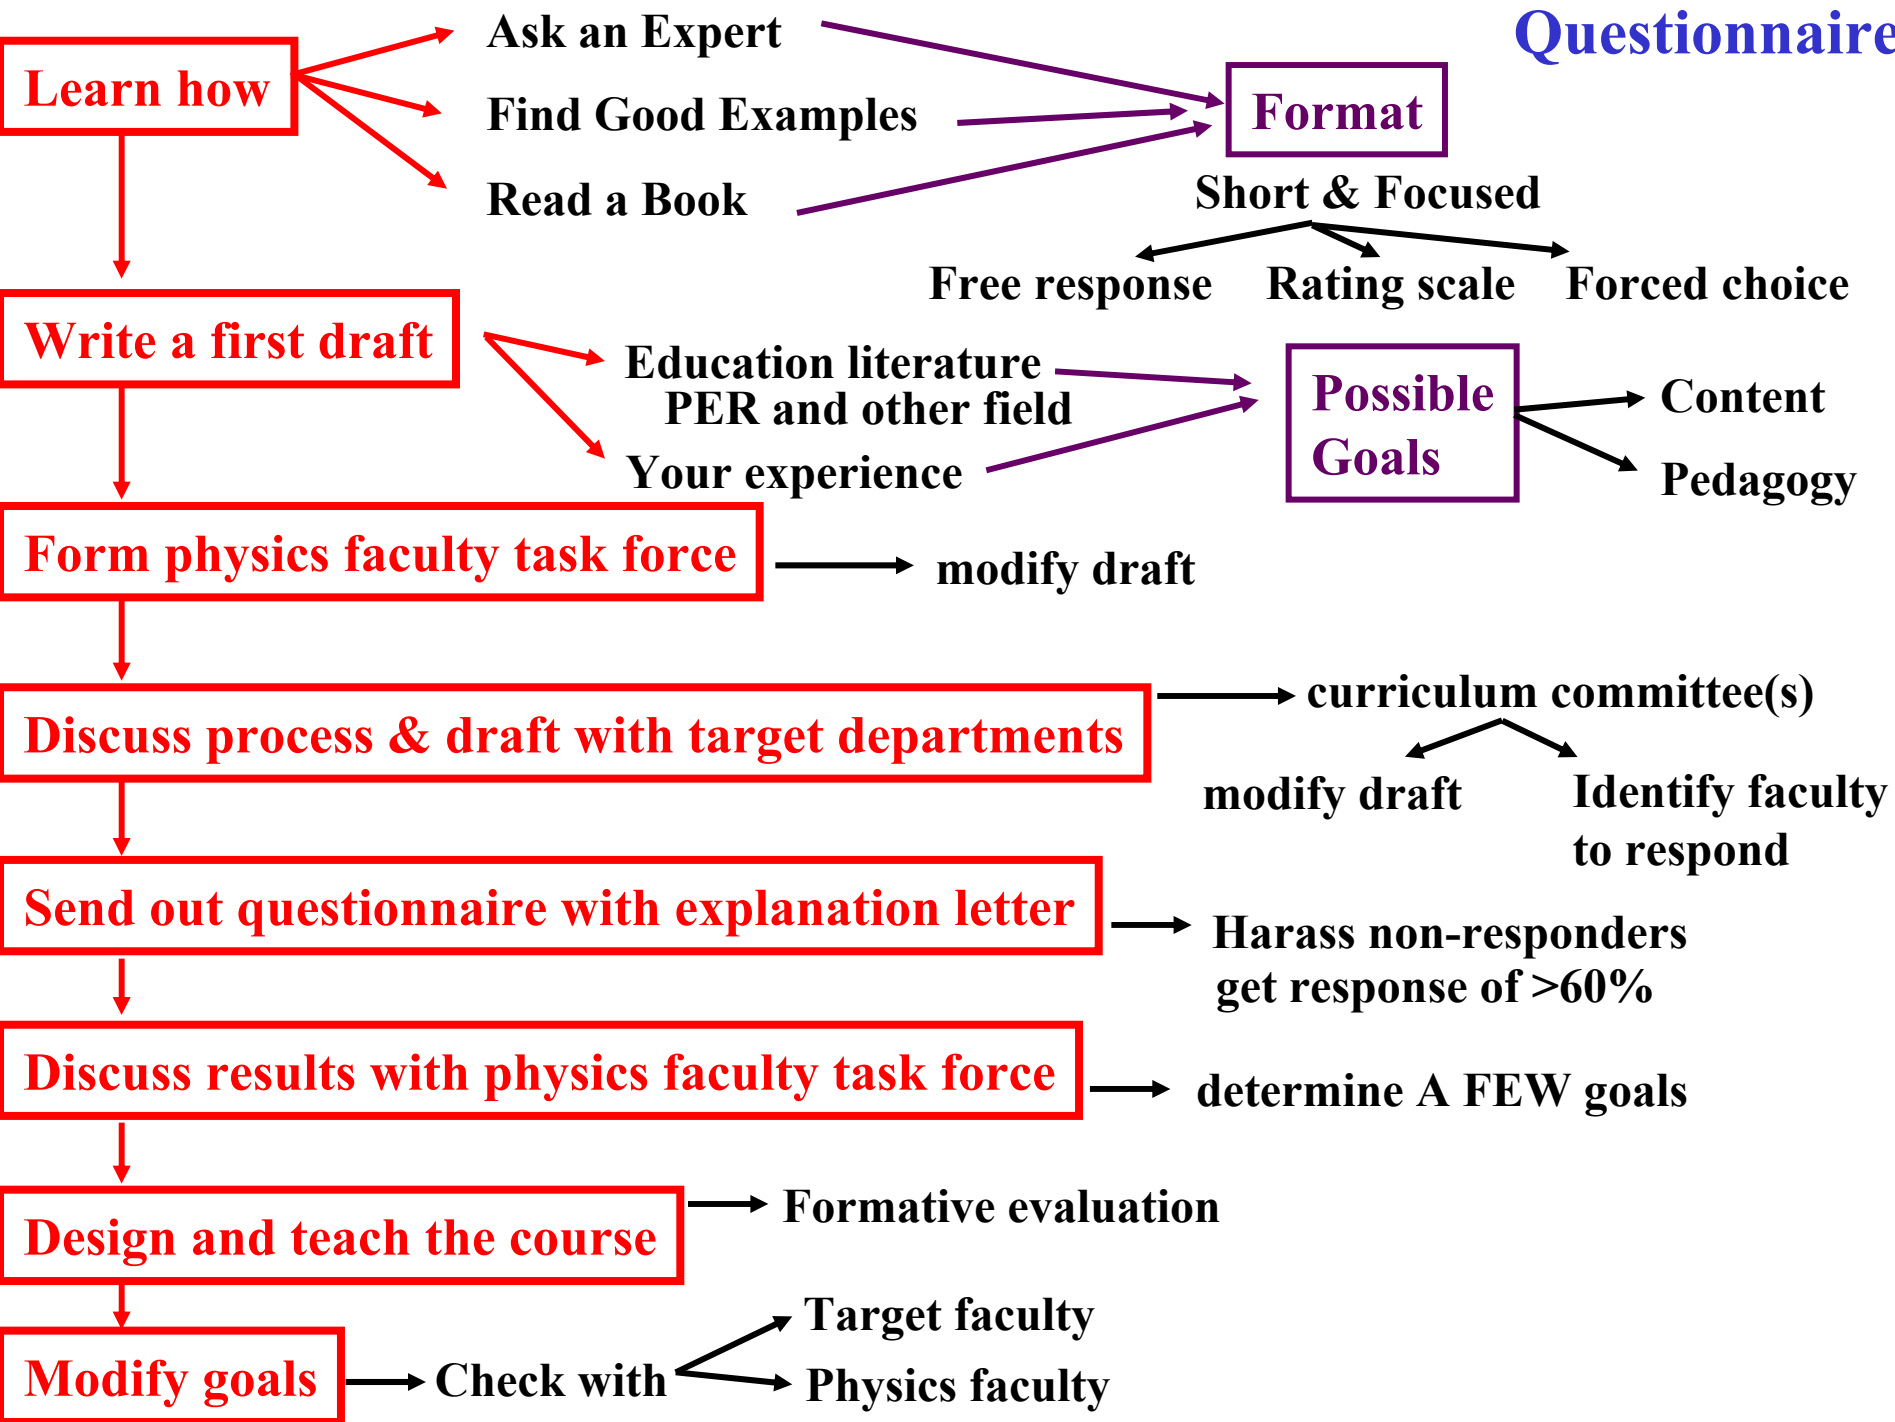 Questionnaire
Learn how
Ask an Expert
Find Good Examples
Read a Book
Format
Short & Focused
Free response
Rating scale
Forced choice
Write a first draft
Education literature
PER and other field
Your experience
Possible
Goals
Content
Pedagogy
Form physics faculty task force
modify draft
Discuss process & draft with target departments
curriculum committee(s)
modify draft
Identify faculty
to respond
Send out questionnaire with explanation letter
Harass non-responders
get response of >60%
Discuss results with physics faculty task force
determine A FEW goals
Design and teach the course
Formative evaluation
Modify goals
Check with
Target faculty
Physics faculty